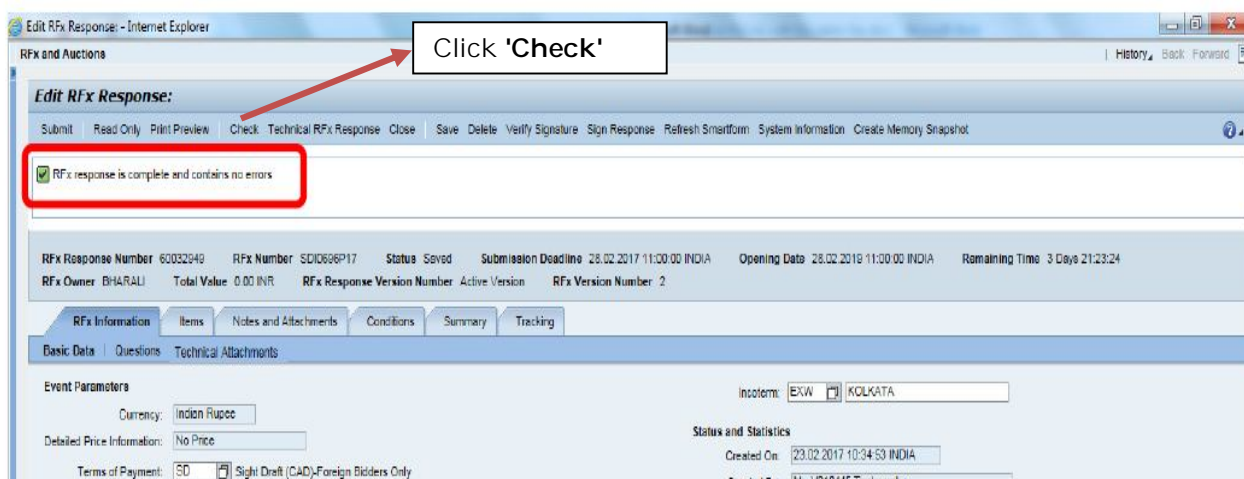 Edit RFx Response: - Internet Explorer
Click 'Check'
RFx and Auctions
History Back Forward
Edit RFx Response:
Submit Read Only Print Preview Check Technical RFx Response Close Save Delete Verify Signature Sign Response Refresh Smartform System Information Create Memory Snapshot
RFx response is complete and contains no errors
RFx Response Number 60032949 RFx Number SDI0696P17 Status Saved Submission Deadline 28.02.2017 11:00:00 INDIA Opening Date 28.02.2019 11:00:00 INDIA Remaining Time 3 Days 21:23:24
RFx Owner BHARALI Total Value 0.00 INR RFx Response Version Number Active Version RFx Version Number 2
RFx Information Items Notes and Attachments Conditions Summary Tracking
Basic Data Questions Technical Attachments
Event Parameters
Incoterm: EXW KOLKATA
Currency: Indian Rupee
Status and Statistics
Detailed Price Information: No Price
Created On: 23.02.2017 10:34:53 INDIA
Terms of Payment: SD Sight Draft (CAD)-Foreign Bidders Only